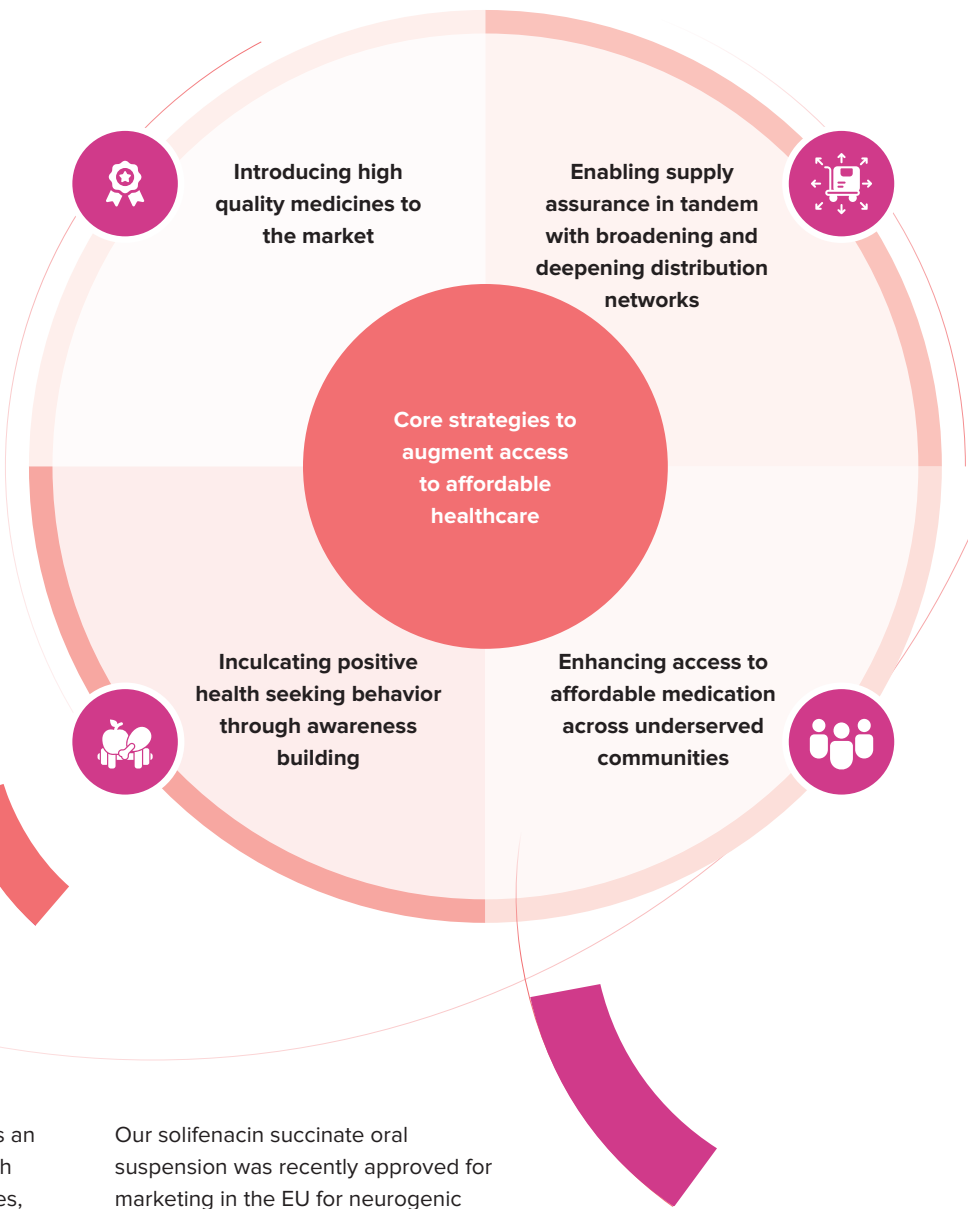 Introducing high
quality medicines to
the market
Enabling supply
assurance in tandem
with broadening and
deepening distribution
networks
Core strategies to
augment access
to affordable
healthcare
Inculcating positive
health seeking behavior
through awareness
building
Enhancing access to
affordable medication
across underserved
communities
s an
h
es,
Our solifenacin succinate oral
suspension was recently approved for
marketing in the EU for neurogenic